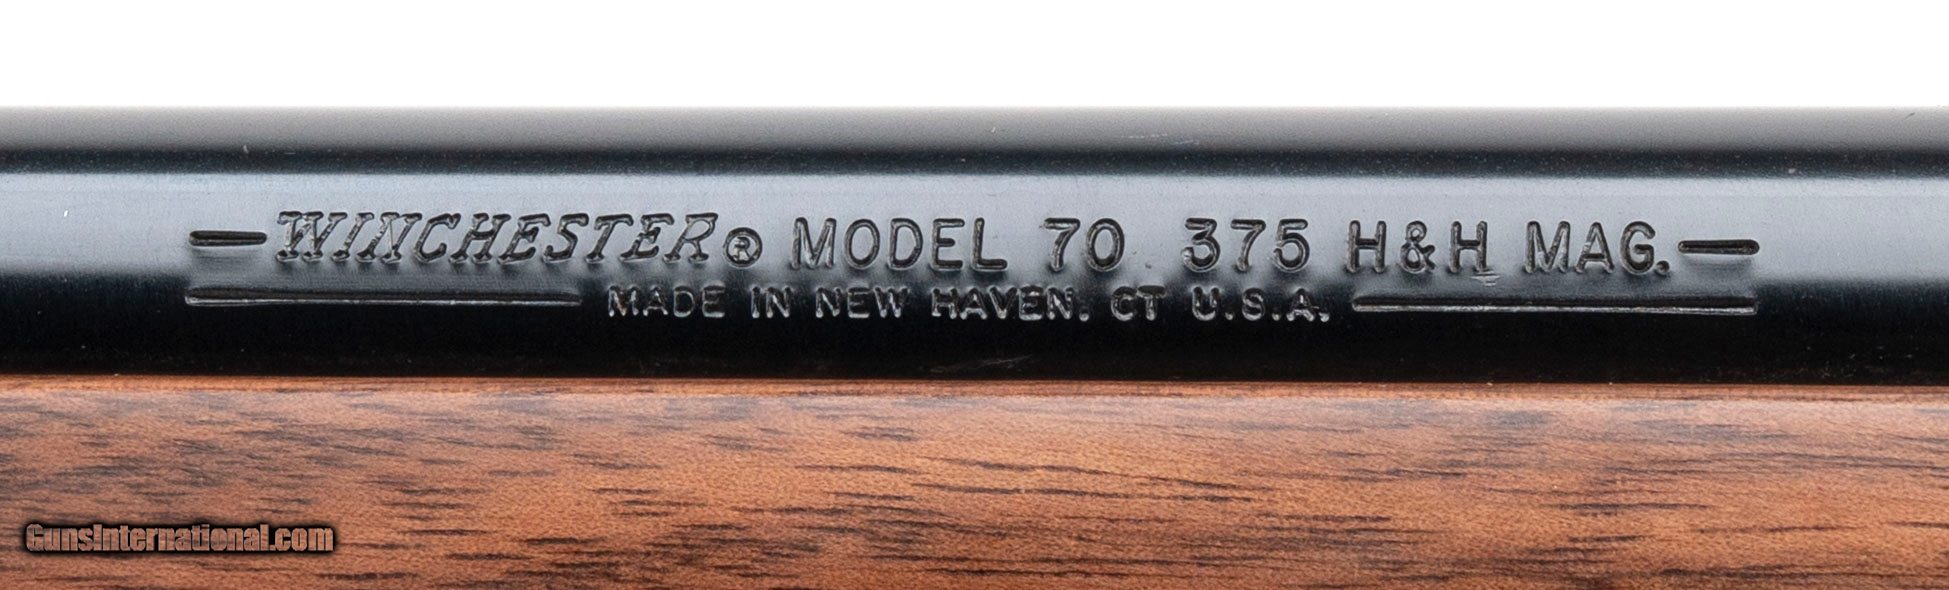 —WINCHESTER® MODEL 70 375 H&H MAG.—
MADE IN NEW HAVEN, CT U.S.A.
GunsInternational.com